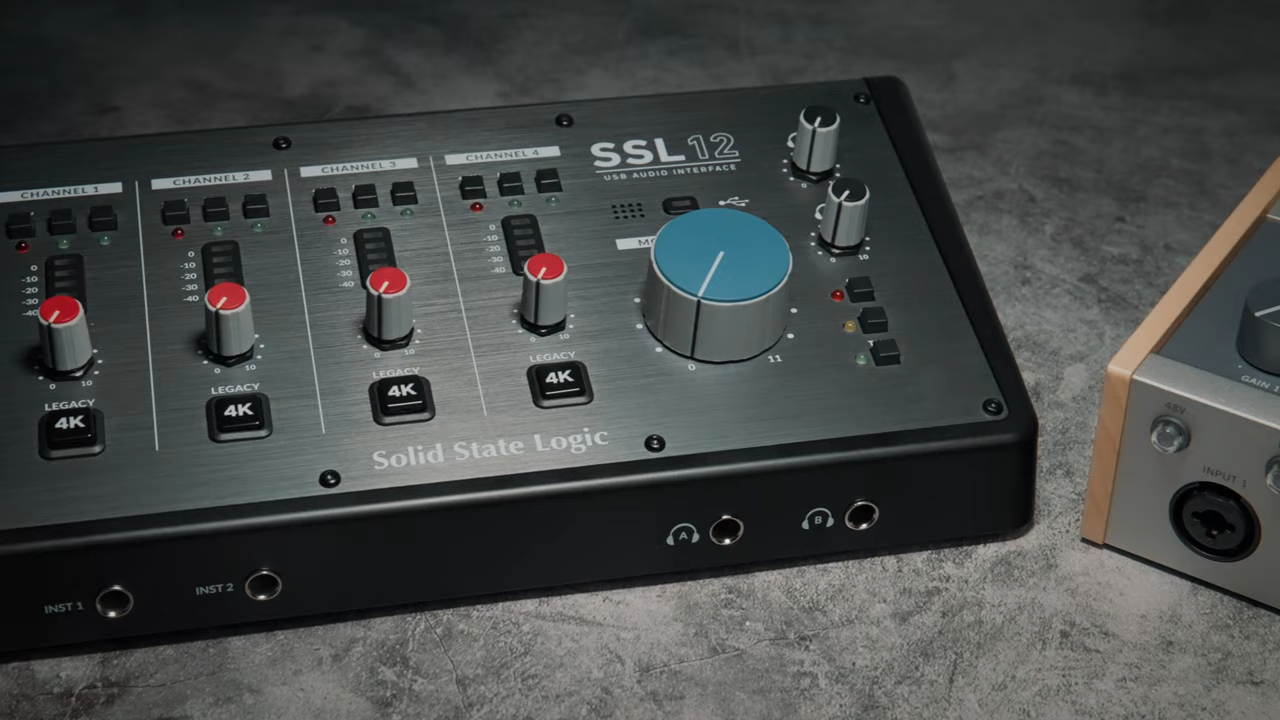 CHANNEL 1
CHANNEL 2
CHANNEL 3
CHANNEL 4
SSL 12
USB AUDIO INTERFACE
0
-10
-20
-30
-40
0
-10
-20
-30
-40
0
-10
-20
-30
-40
0
-10
-20
-30
-40
0 10
0 10
0 10
0 10
0 11
0 10
LEGACY
4K
LEGACY
4K
LEGACY
4K
LEGACY
4K
Solid State Logic
INST 1
INST 2
A
B
GAIN 1
48V
INPUT 1